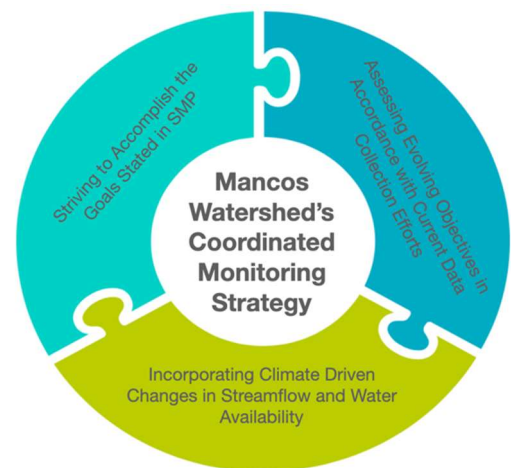 Striving to Accomplish the
Goals Stated in SMP
Assessing Evolving Objectives in
Accordance with Current Data
Collection Efforts
Mancos
Watershed's
Coordinated
Monitoring
Strategy
Incorporating Climate Driven
Changes in Streamflow and Water
Availability